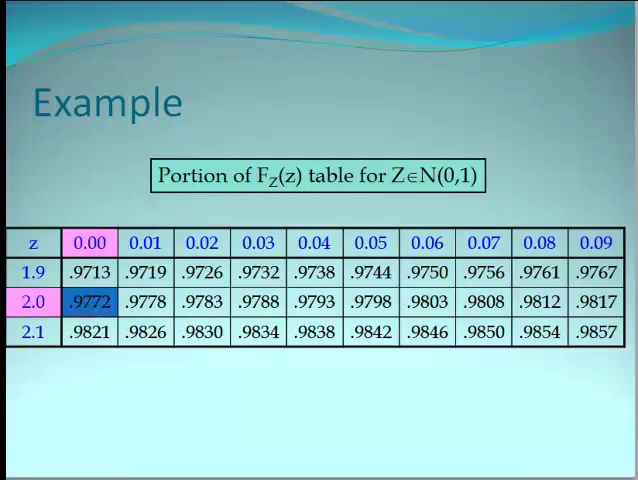 Example
Portion of F_Z(z) table for Z∈N(0,1)
z 0.00 0.01 0.02 0.03 0.04 0.05 0.06 0.07 0.08 0.09
1.9 .9713 .9719 .9726 .9732 .9738 .9744 .9750 .9756 .9761 .9767
2.0 .9772 .9778 .9783 .9788 .9793 .9798 .9803 .9808 .9812 .9817
2.1 .9821 .9826 .9830 .9834 .9838 .9842 .9846 .9850 .9854 .9857